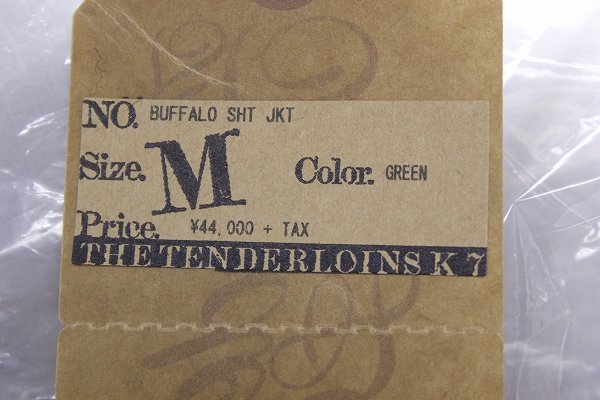 NO. BUFFALO SHT JKT
Size. M Color. GREEN
Price. ¥44,000 + TAX
THE TENDERLOINS K 7